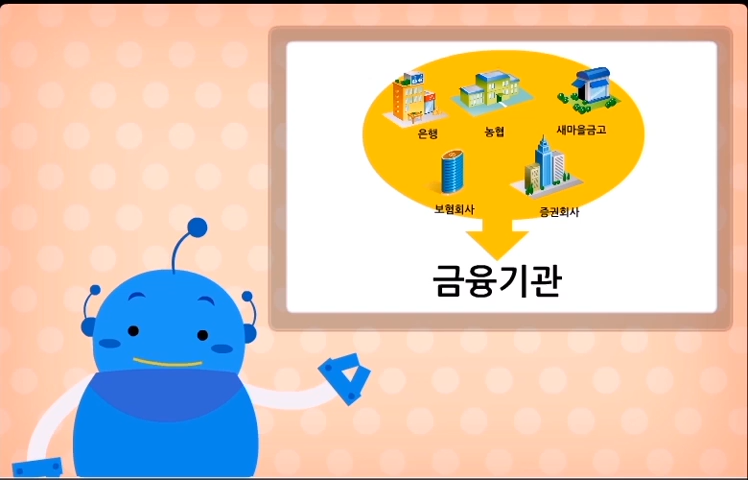 은행
농협
새마을금고
보험회사
증권회사
금융기관